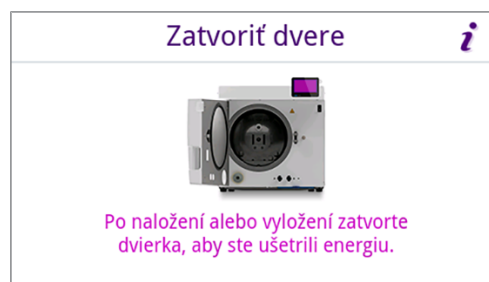 Zatvoriť dvere
i
Po naložení alebo vyložení zatvorte
dvierka, aby ste ušetrili energiu.